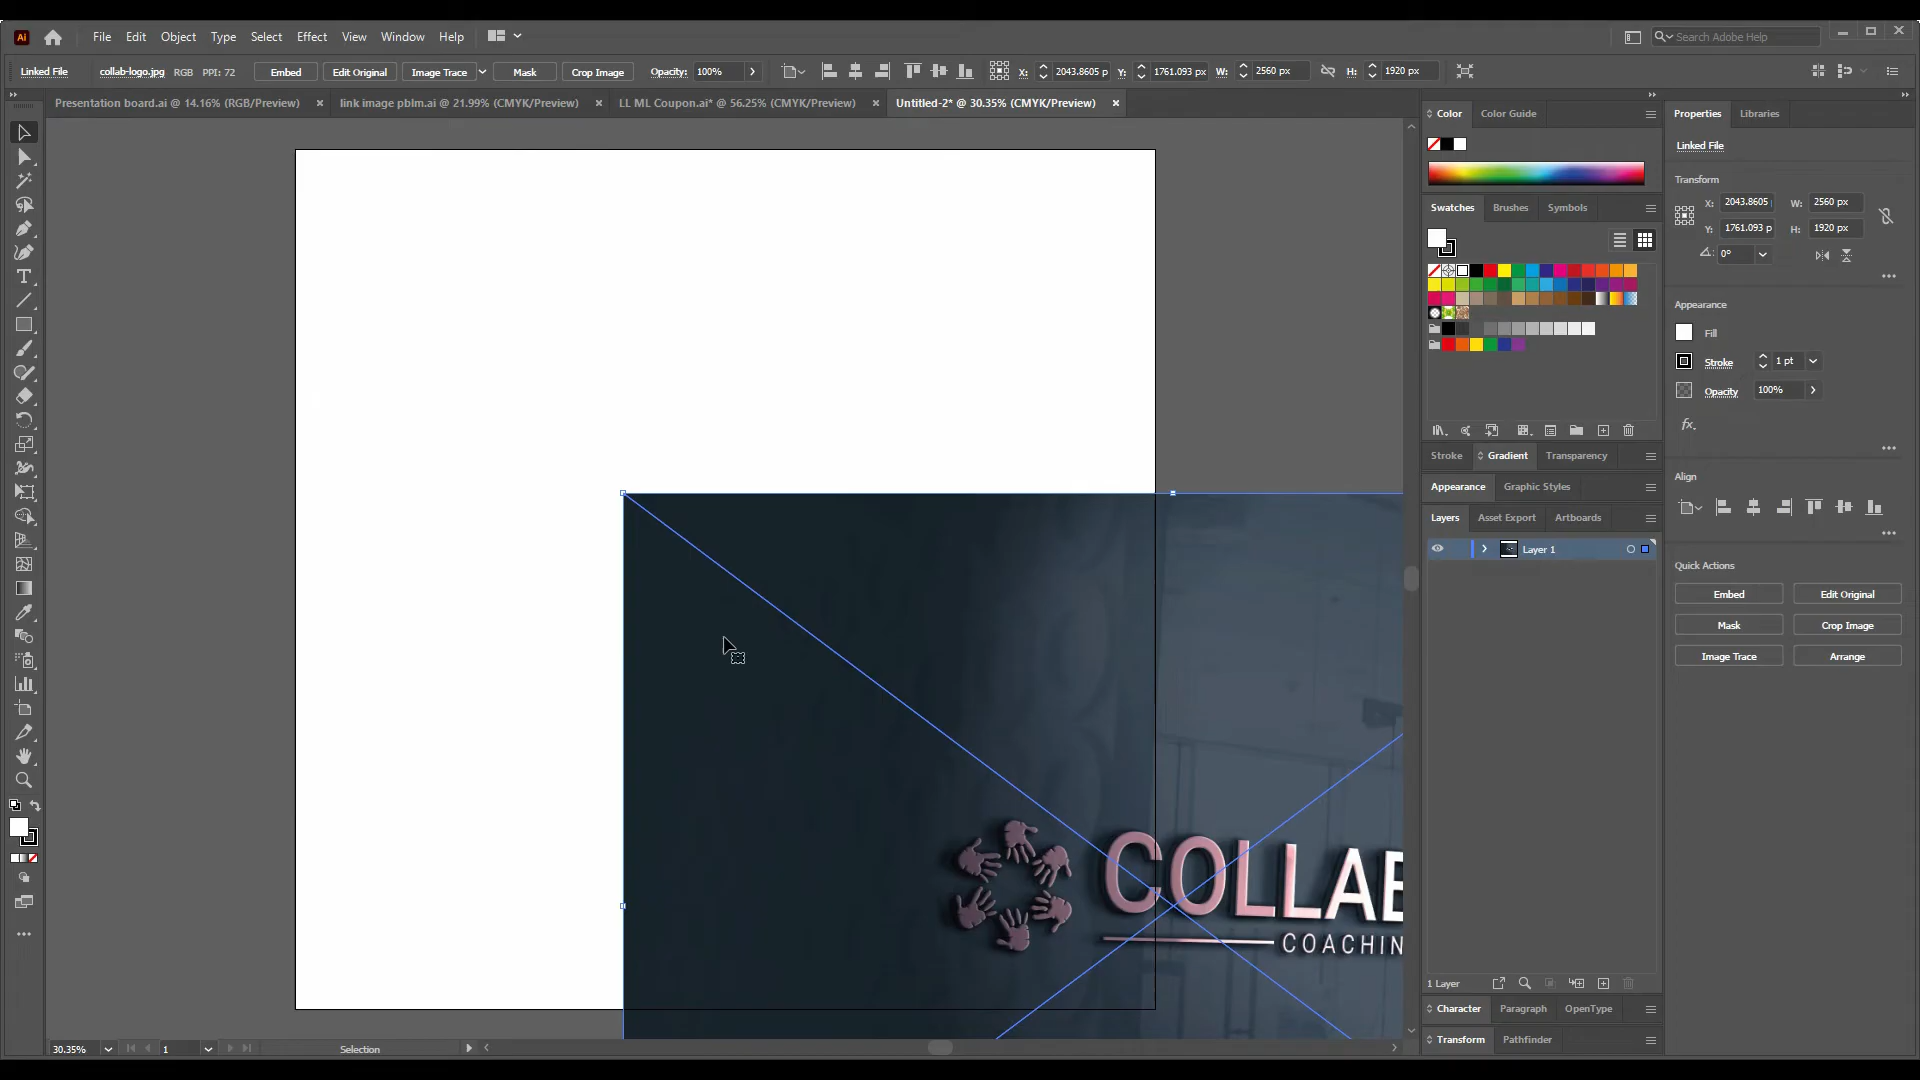 Ai File Edit Object Type Select Effect View Window Help Search Adobe Help
Linked File collab-logo.jpg RGB PPI: 72 Embed Edit Original Image Trace Mask Crop Image Opacity: 100% X: 2043.8605 p Y: 1761.093 px W: 2560 px H: 1920 px
Presentation board.ai @ 14.16% (RGB/Preview) × link image pblm.ai @ 21.99% (CMYK/Preview) × LL ML Coupon.ai* @ 56.25% (CMYK/Preview) × Untitled-2* @ 30.35% (CMYK/Preview) ×
Color Color Guide
Swatches Brushes Symbols
Stroke Gradient Transparency
Appearance Graphic Styles
Layers Asset Export Artboards
Layer 1
1 Layer
Character Paragraph OpenType
Transform Pathfinder
Properties Libraries
Linked File
Transform
X: 2043.8605 W: 2560 px
Y: 1761.093 p H: 1920 px
0°
Appearance
Fill
Stroke 1 pt
Opacity 100%
fx
Align
Quick Actions
Embed Edit Original
Mask Crop Image
Image Trace Arrange
COLLAB
COACHIN
30.35% 1 Selection